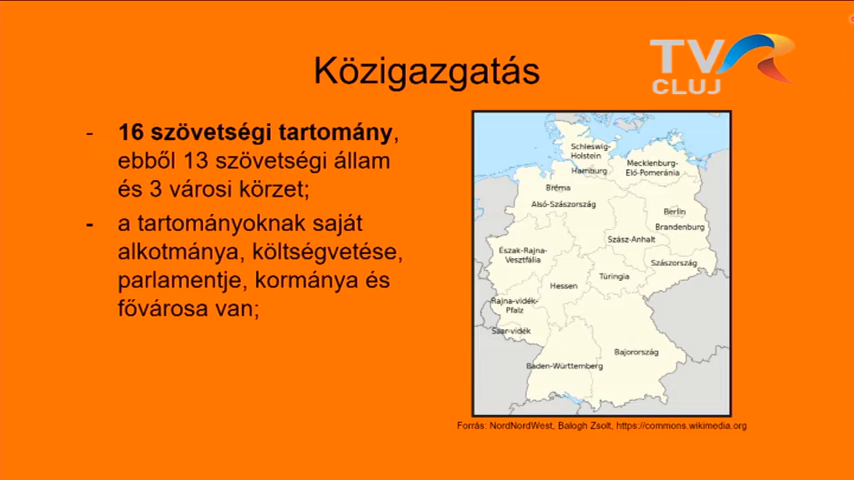 TVR
CLUJ
Közigazgatás
- 16 szövetségi tartomány,
ebből 13 szövetségi állam
és 3 városi körzet;
- a tartományoknak saját
alkotmánya, költségvetése,
parlamentje, kormánya és
fővárosa van;
Schleswig-
Holstein
Hamburg
Mecklenburg-
Elő-Pomeránia
Bréma
Alsó-Szászország
Berlin
Brandenburg
Szász-Anhalt
Észak-Rajna-
Vesztfália
Szászország
Türingia
Hessen
Rajna-vidék-
Pfalz
Saar-vidék
Bajorország
Baden-Württemberg
Forrás: NordNordWest, Balogh Zsolt, https://commons.wikimedia.org